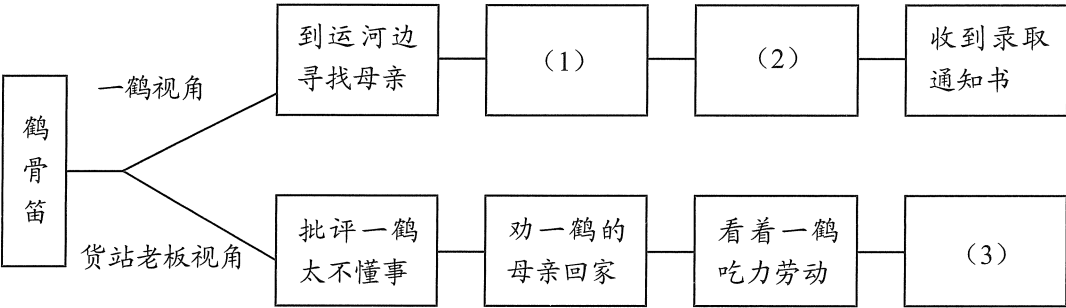 鹤骨笛
一鹤视角
到运河边
寻找母亲
（1）
（2）
收到录取
通知书
货站老板视角
批评一鹤
太不懂事
劝一鹤的
母亲回家
看着一鹤
吃力劳动
（3）